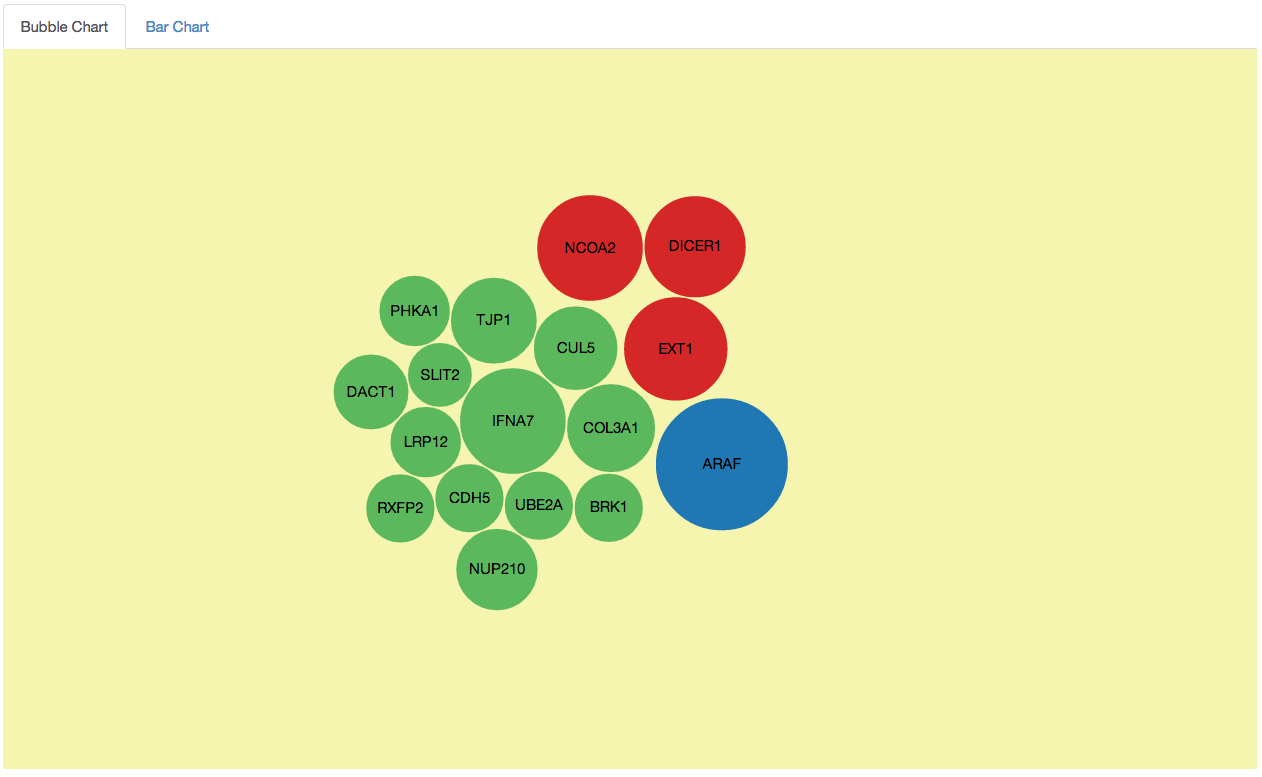 Bubble Chart
Bar Chart
NCOA2
DICER1
PHKA1
TJP1
CUL5
EXT1
SLIT2
DACT1
IFNA7
COL3A1
LRP12
ARAF
CDH5
UBE2A
BRK1
RXFP2
NUP210